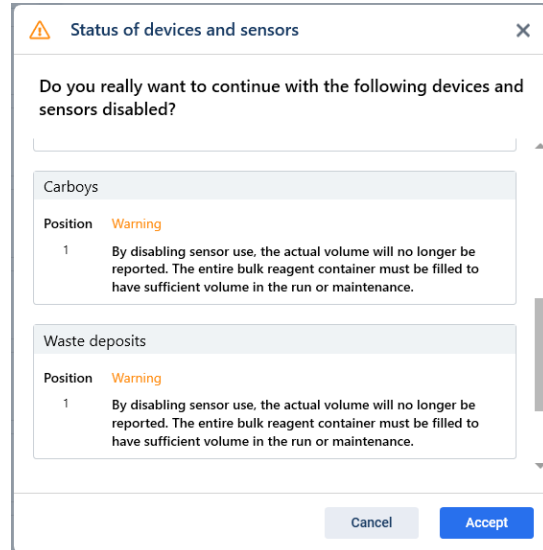 Status of devices and sensors
Do you really want to continue with the following devices and
sensors disabled?
Carboys
Position Warning
1 By disabling sensor use, the actual volume will no longer be
reported. The entire bulk reagent container must be filled to
have sufficient volume in the run or maintenance.
Waste deposits
Position Warning
1 By disabling sensor use, the actual volume will no longer be
reported. The entire bulk reagent container must be filled to
have sufficient volume in the run or maintenance.
Cancel Accept